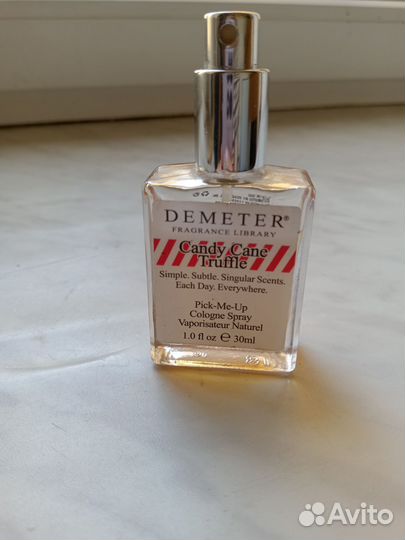 DEMETER®
FRAGRANCE LIBRARY
Candy Cane
Truffle
Simple. Subtle. Singular Scents.
Each Day. Everywhere.
Pick-Me-Up
Cologne Spray
Vaporisateur Naturel
1.0 fl oz ℮ 30ml
Avito